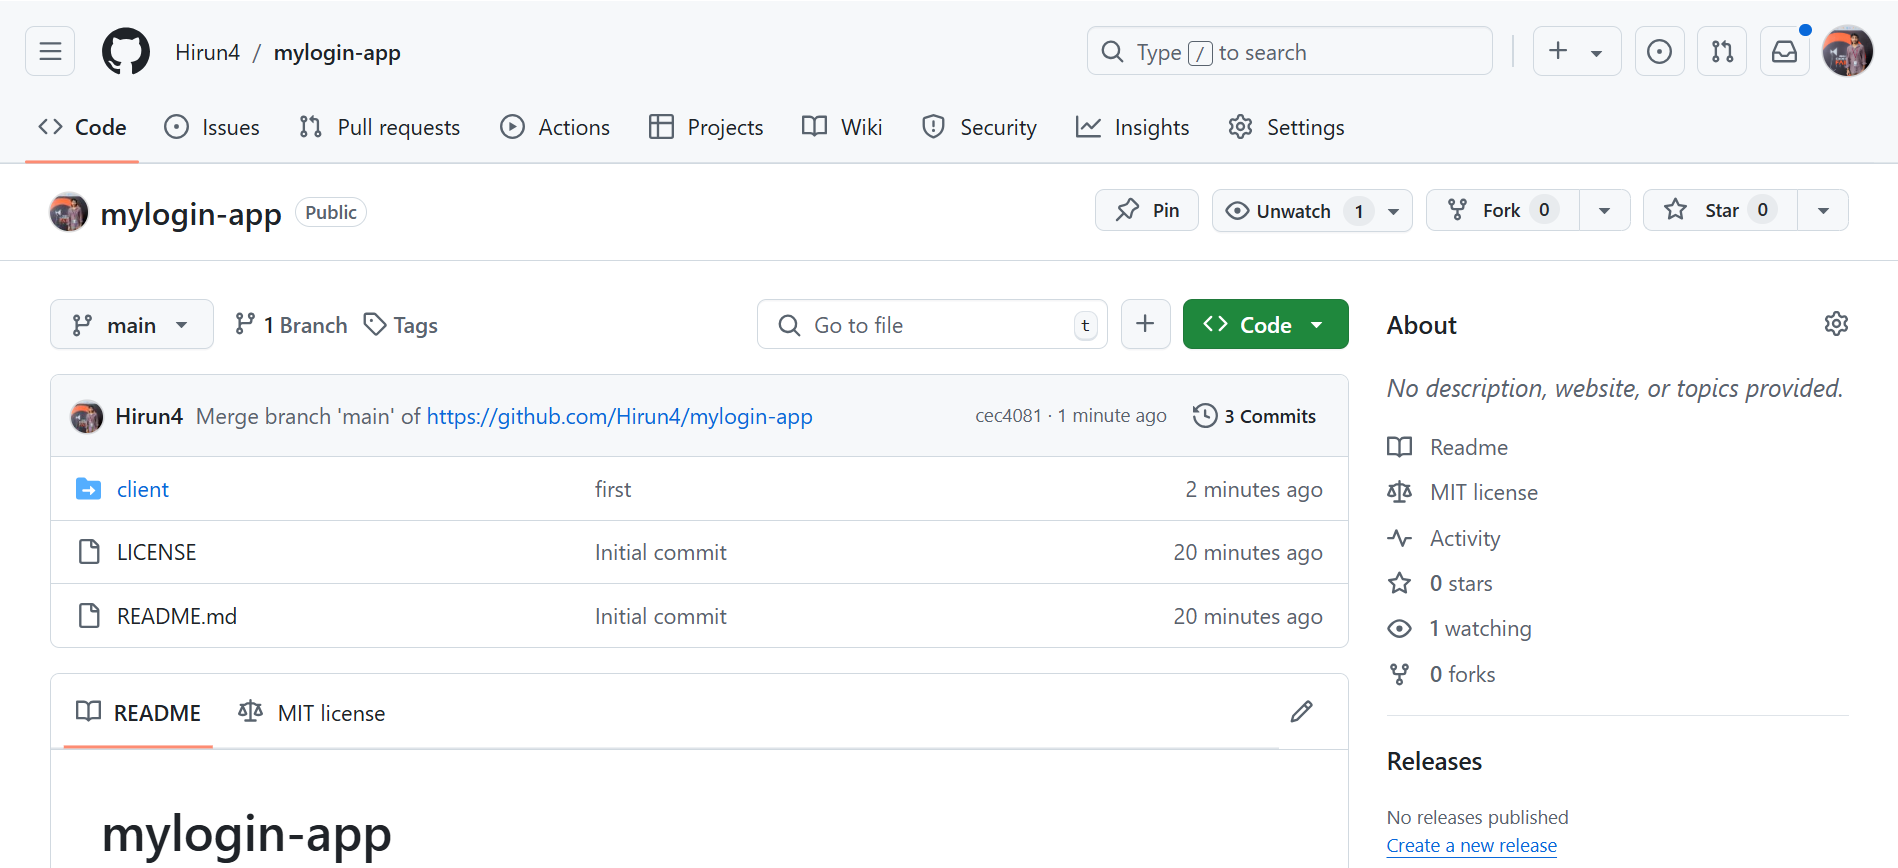 Hirun4 / mylogin-app
Type / to search
Code Issues Pull requests Actions Projects Wiki Security Insights Settings
mylogin-app Public
Pin Unwatch 1 Fork 0 Star 0
main 1 Branch Tags Go to file t Code
About
No description, website, or topics provided.
Hirun4 Merge branch 'main' of https://github.com/Hirun4/mylogin-app cec4081 · 1 minute ago 3 Commits
client first 2 minutes ago
LICENSE Initial commit 20 minutes ago
README.md Initial commit 20 minutes ago
Readme
MIT license
Activity
0 stars
1 watching
0 forks
README MIT license
mylogin-app
Releases
No releases published
Create a new release